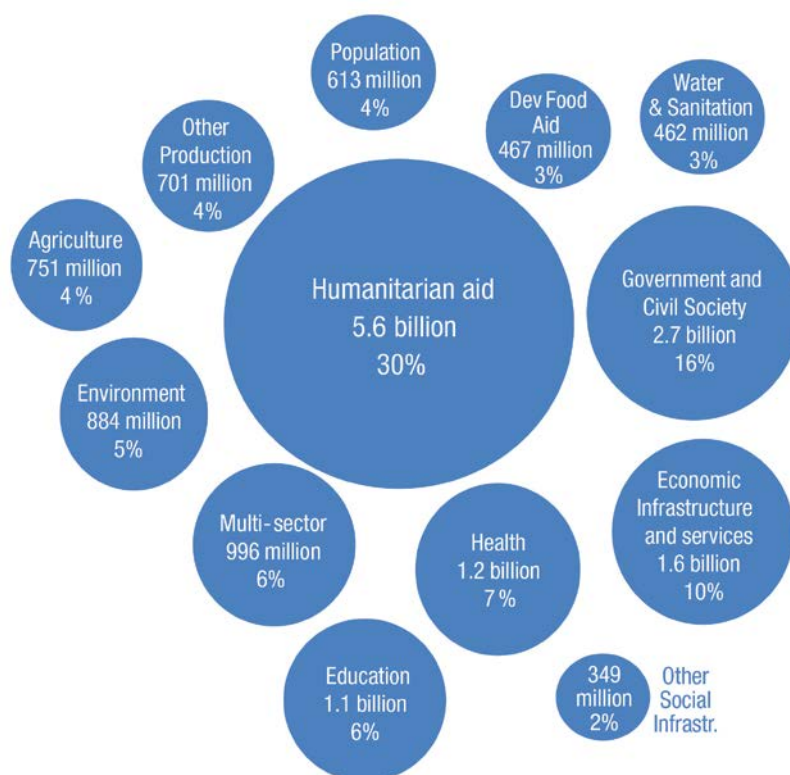 Population
613 million
4%
Dev Food
Aid
467 million
3%
Water
& Sanitation
462 million
3%
Other
Production
701 million
4%
Agriculture
751 million
4 %
Humanitarian aid
5.6 billion
30%
Government and
Civil Society
2.7 billion
16%
Environment
884 million
5%
Multi-sector
996 million
6%
Health
1.2 billion
7 %
Economic
Infrastructure
and services
1.6 billion
10%
Education
1.1 billion
6%
349
million
2%
Other
Social
Infrastr.